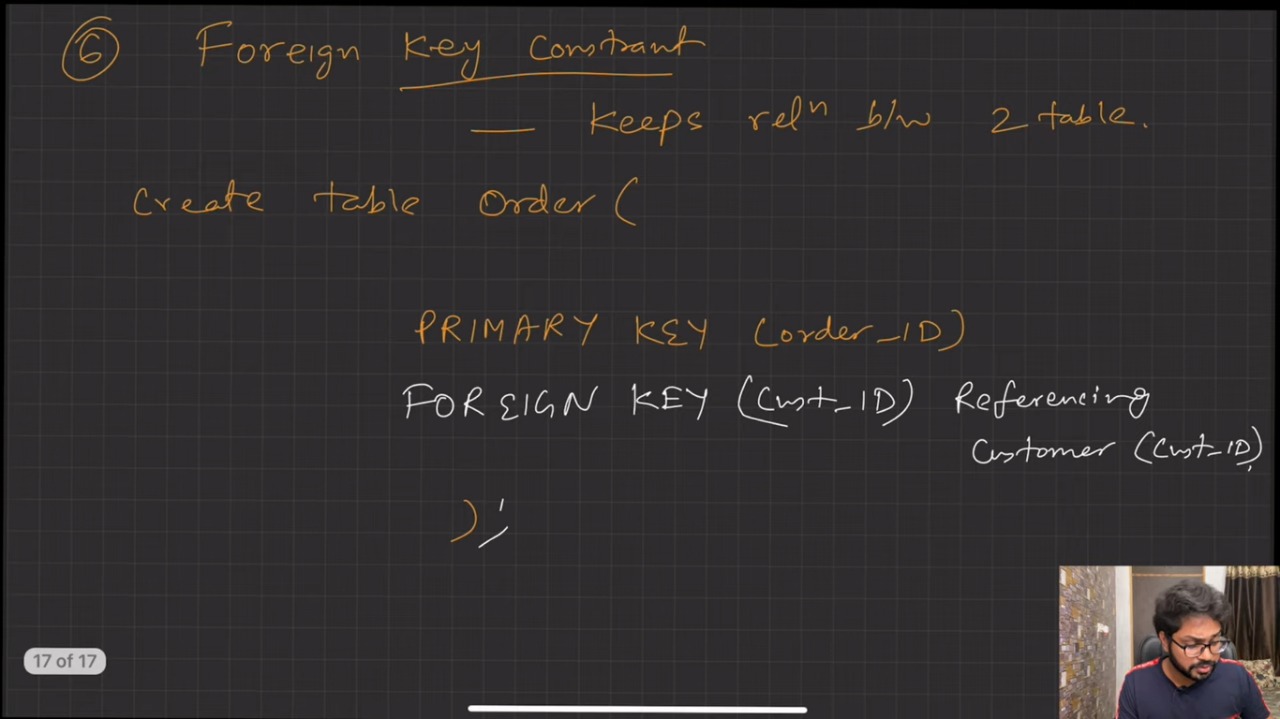 6 Foreign Key Constrant
— Keeps relⁿ b/w 2 table.
Create table Order (
PRIMARY KEY (order_ID)
FOREIGN KEY (Cust_ID) Referencing
Customer (Cust_ID)
);
17 of 17